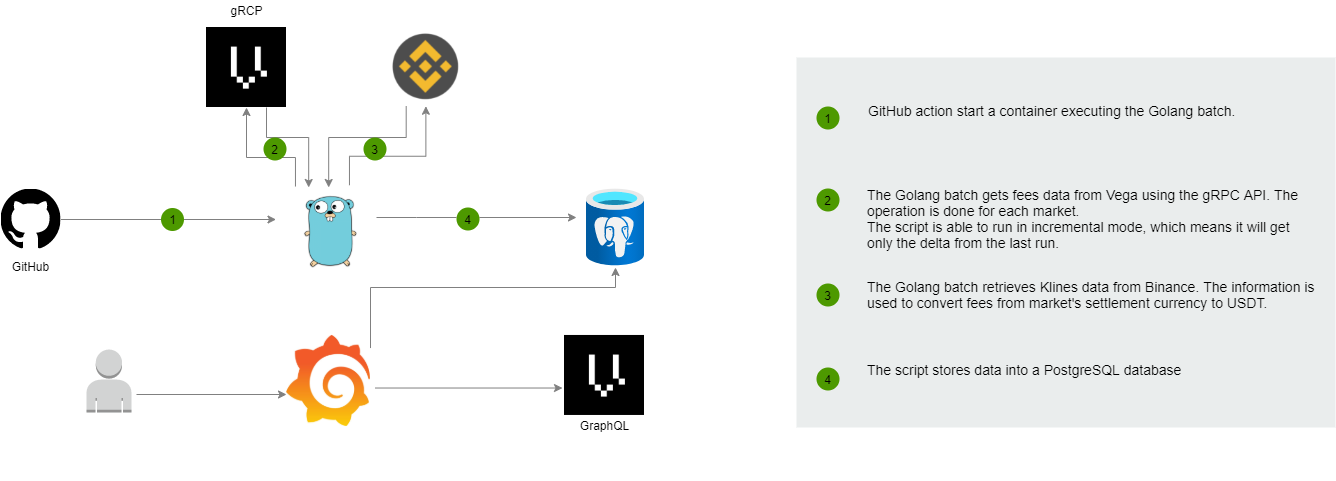 gRCP
2
3
1
4
GitHub
GraphQL
1
GitHub action start a container executing the Golang batch.
2
The Golang batch gets fees data from Vega using the gRPC API. The
operation is done for each market.
The script is able to run in incremental mode, which means it will get
only the delta from the last run.
3
The Golang batch retrieves Klines data from Binance. The information is
used to convert fees from market's settlement currency to USDT.
4
The script stores data into a PostgreSQL database